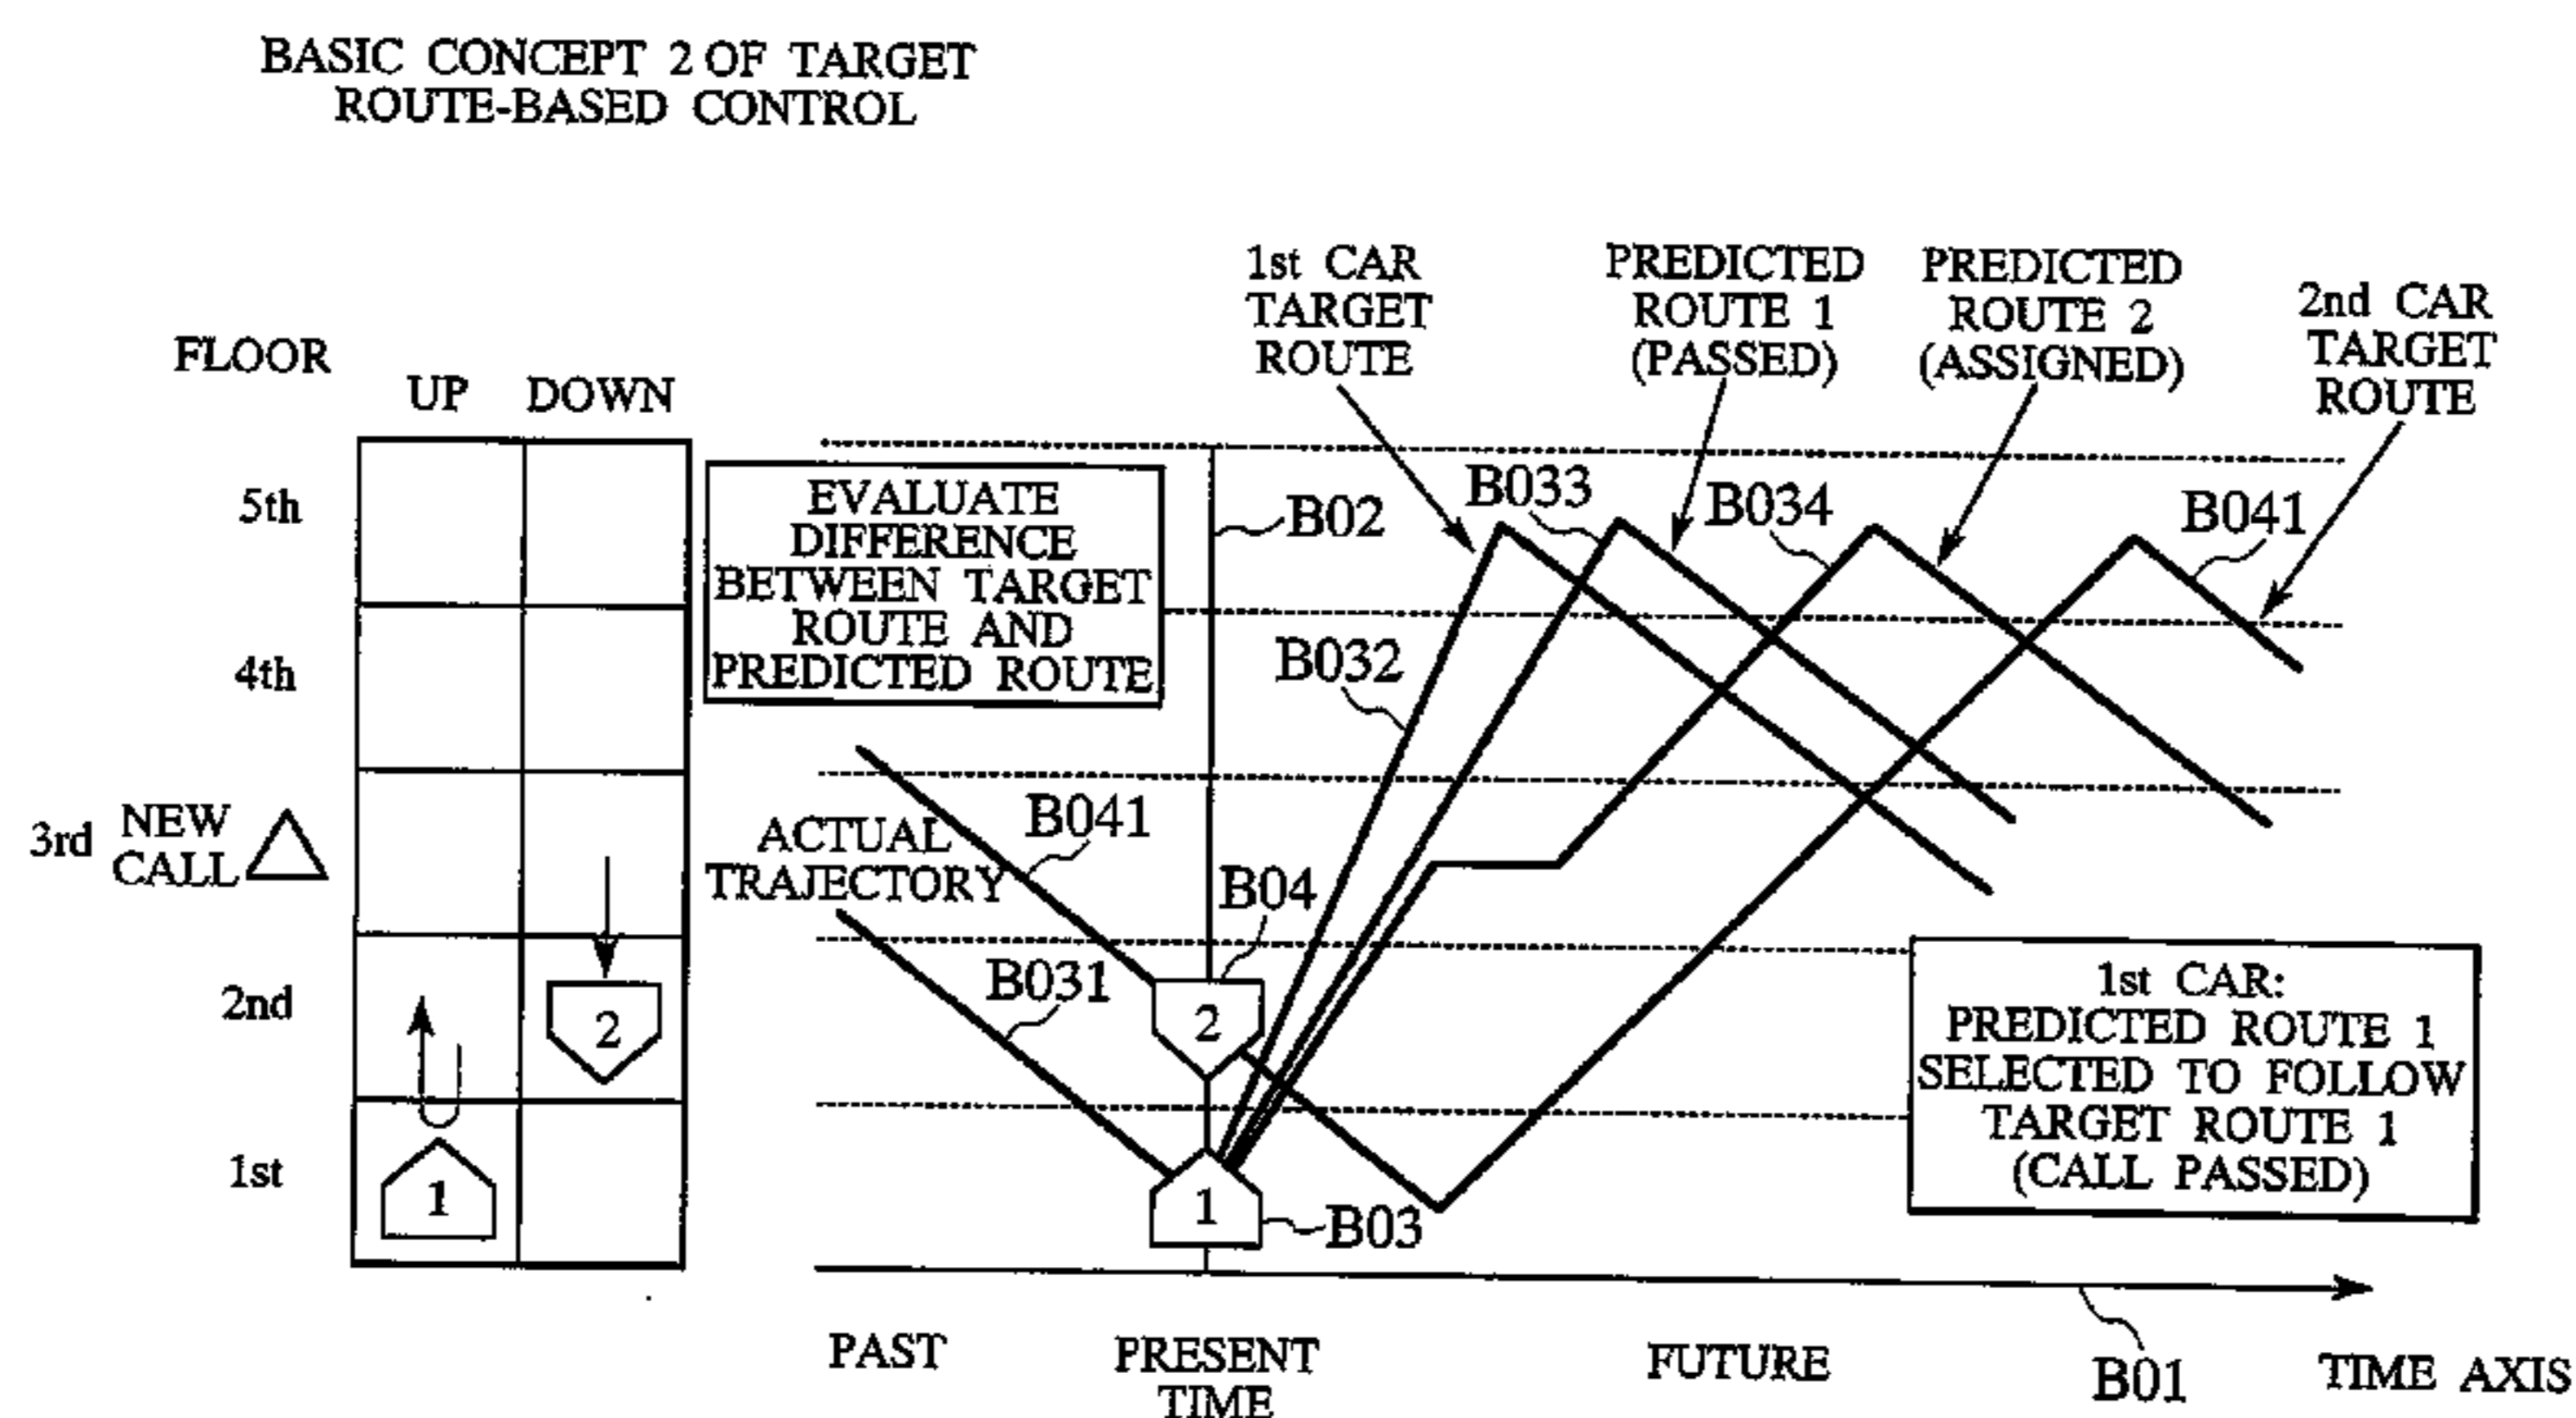 BASIC CONCEPT 2 OF TARGET
ROUTE-BASED CONTROL
FLOOR
UP DOWN
5th
4th
3rd
NEW
CALL
2nd
1st
2
1
EVALUATE
DIFFERENCE
BETWEEN TARGET
ROUTE AND
PREDICTED ROUTE
ACTUAL
TRAJECTORY
1st CAR
TARGET
ROUTE
PREDICTED
ROUTE 1
(PASSED)
PREDICTED
ROUTE 2
(ASSIGNED)
2nd CAR
TARGET
ROUTE
B02
B033
B034
B041
B032
B041
B04
B031
2
1
B03
1st CAR:
PREDICTED ROUTE 1
SELECTED TO FOLLOW
TARGET ROUTE 1
(CALL PASSED)
PAST
PRESENT
TIME
FUTURE
B01
TIME AXIS